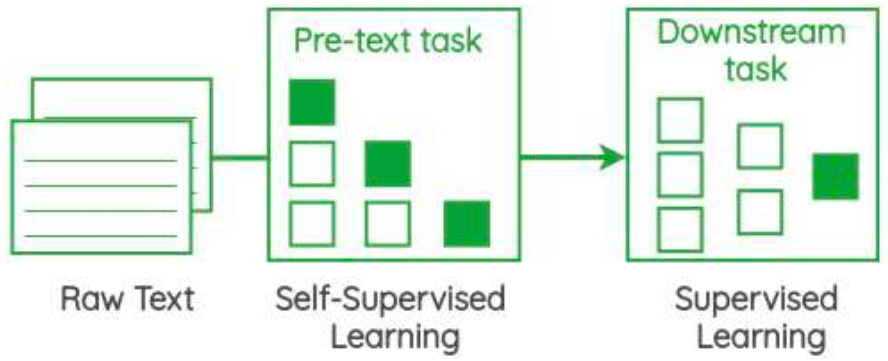 Pre-text task
Downstream
task
Raw Text
Self-Supervised
Learning
Supervised
Learning